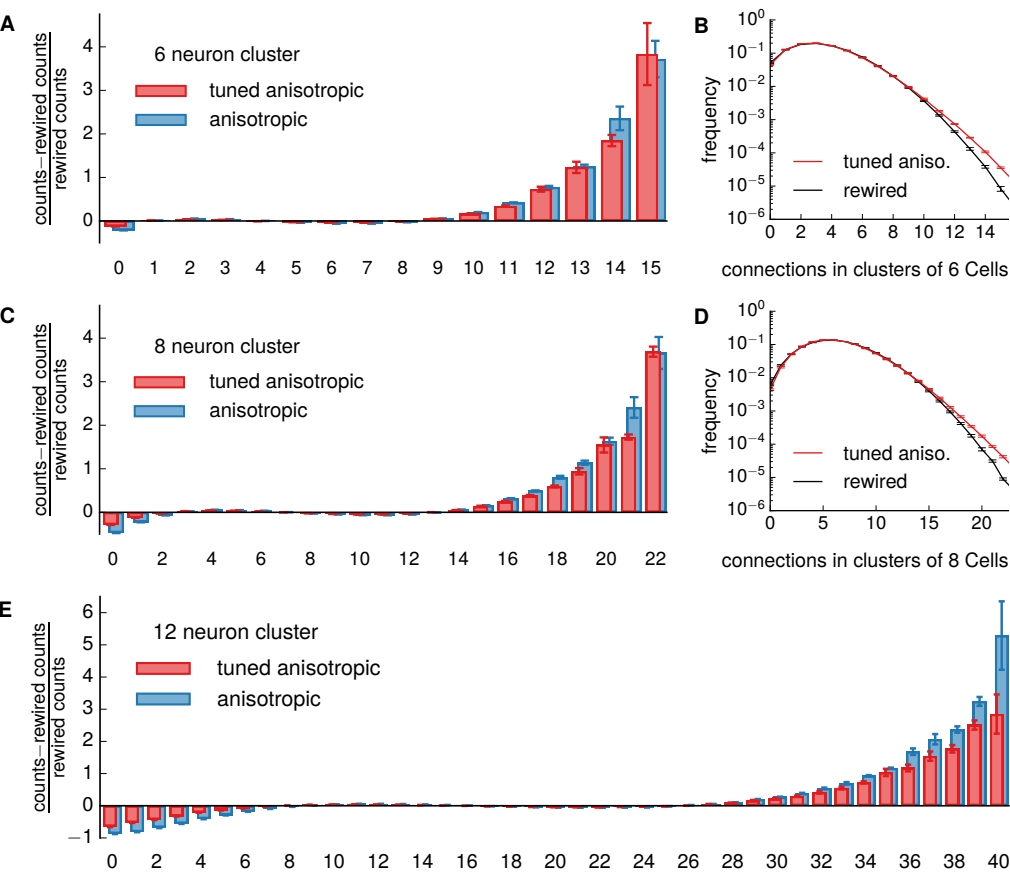 A
counts−rewired counts
rewired counts
4
3
2
1
0
6 neuron cluster
tuned anisotropic
anisotropic
0 1 2 3 4 5 6 7 8 9 10 11 12 13 14 15
B
frequency
10^0
10^−1
10^−2
10^−3
10^−4
10^−5
10^−6
tuned aniso.
rewired
0 2 4 6 8 10 12 14
connections in clusters of 6 Cells
C
counts−rewired counts
rewired counts
4
3
2
1
0
8 neuron cluster
tuned anisotropic
anisotropic
0 2 4 6 8 10 12 14 16 18 20 22
D
frequency
10^0
10^−1
10^−2
10^−3
10^−4
10^−5
10^−6
tuned aniso.
rewired
0 5 10 15 20
connections in clusters of 8 Cells
E
counts−rewired counts
rewired counts
6
5
4
3
2
1
0
−1
12 neuron cluster
tuned anisotropic
anisotropic
0 2 4 6 8 10 12 14 16 18 20 22 24 26 28 30 32 34 36 38 40